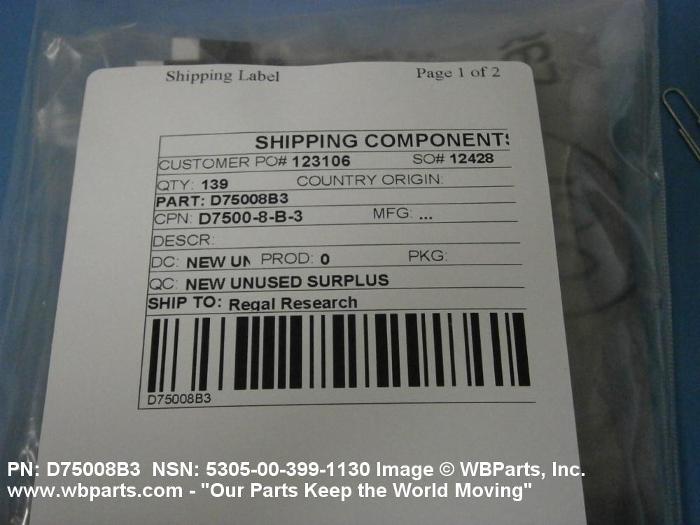 Shipping Label Page 1 of 2
SHIPPING COMPONENTS
CUSTOMER PO# 123106 SO# 12428
QTY: 139 COUNTRY ORIGIN:
PART: D75008B3
CPN: D7500-8-B-3 MFG: ...
DESCR:
DC: NEW UN PROD: 0 PKG:
QC: NEW UNUSED SURPLUS
SHIP TO: Regal Research
D75008B3
PN: D75008B3 NSN: 5305-00-399-1130 Image © WBParts, Inc.
www.wbparts.com - "Our Parts Keep the World Moving"